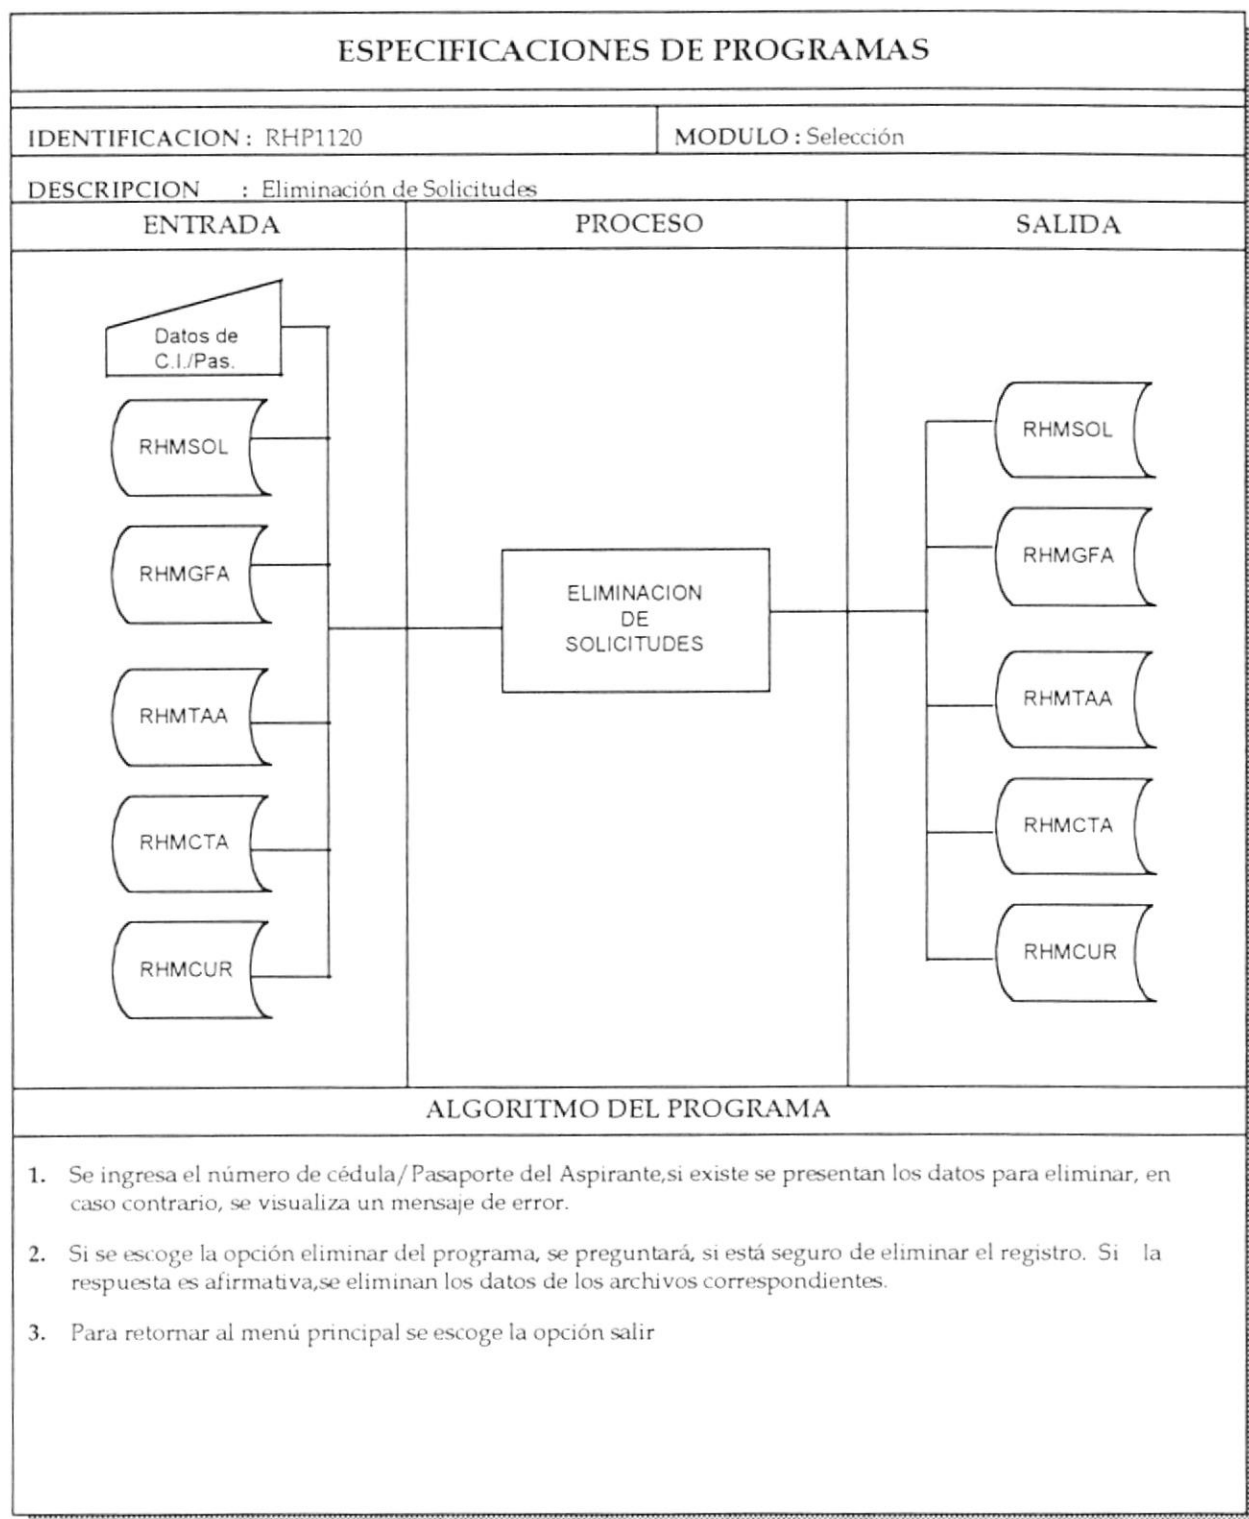 ESPECIFICACIONES DE PROGRAMAS
IDENTIFICACION : RHP1120
MODULO : Selección
DESCRIPCION : Eliminación de Solicitudes
ENTRADA
PROCESO
SALIDA
Datos de
C.I./Pas.
RHMSOL
RHMGFA
RHMTAA
RHMCTA
RHMCUR
ELIMINACION
DE
SOLICITUDES
RHMSOL
RHMGFA
RHMTAA
RHMCTA
RHMCUR
ALGORITMO DEL PROGRAMA
1. Se ingresa el número de cédula/Pasaporte del Aspirante,si existe se presentan los datos para eliminar, en
caso contrario, se visualiza un mensaje de error.
2. Si se escoge la opción eliminar del programa, se preguntará, si está seguro de eliminar el registro. Si la
respuesta es afirmativa,se eliminan los datos de los archivos correspondientes.
3. Para retornar al menú principal se escoge la opción salir